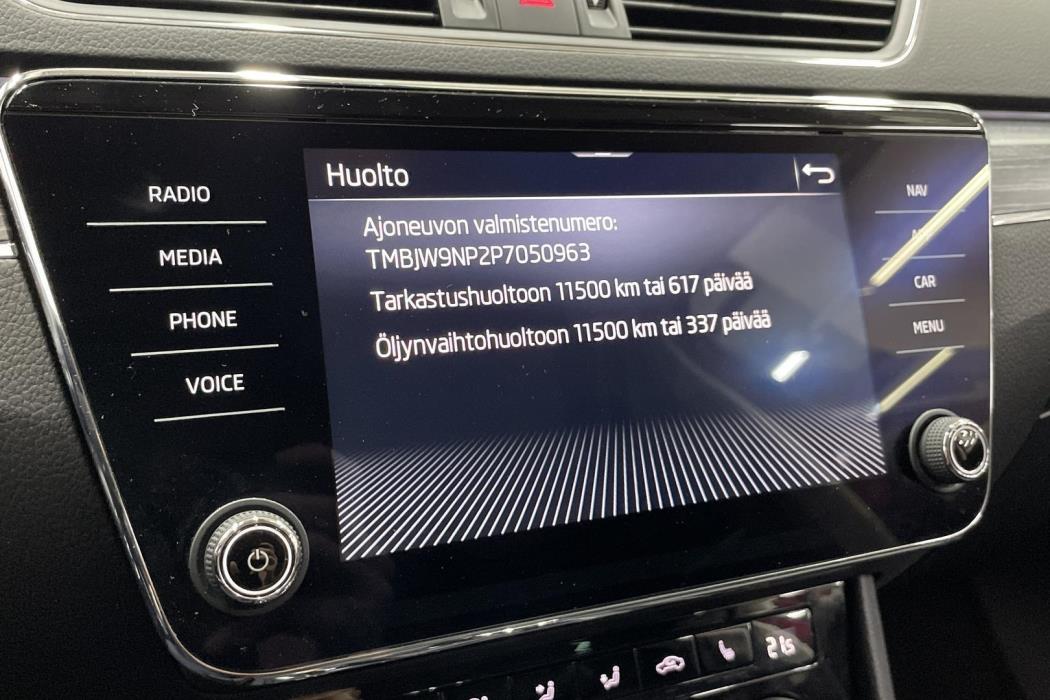 Huolto
Ajoneuvon valmistenumero:
TMBJW9NP2P7050963
Tarkastushuoltoon 11500 km tai 617 päivää
Öljynvaihtohuoltoon 11500 km tai 337 päivää
RADIO
MEDIA
PHONE
VOICE
NAV
CAR
MENU